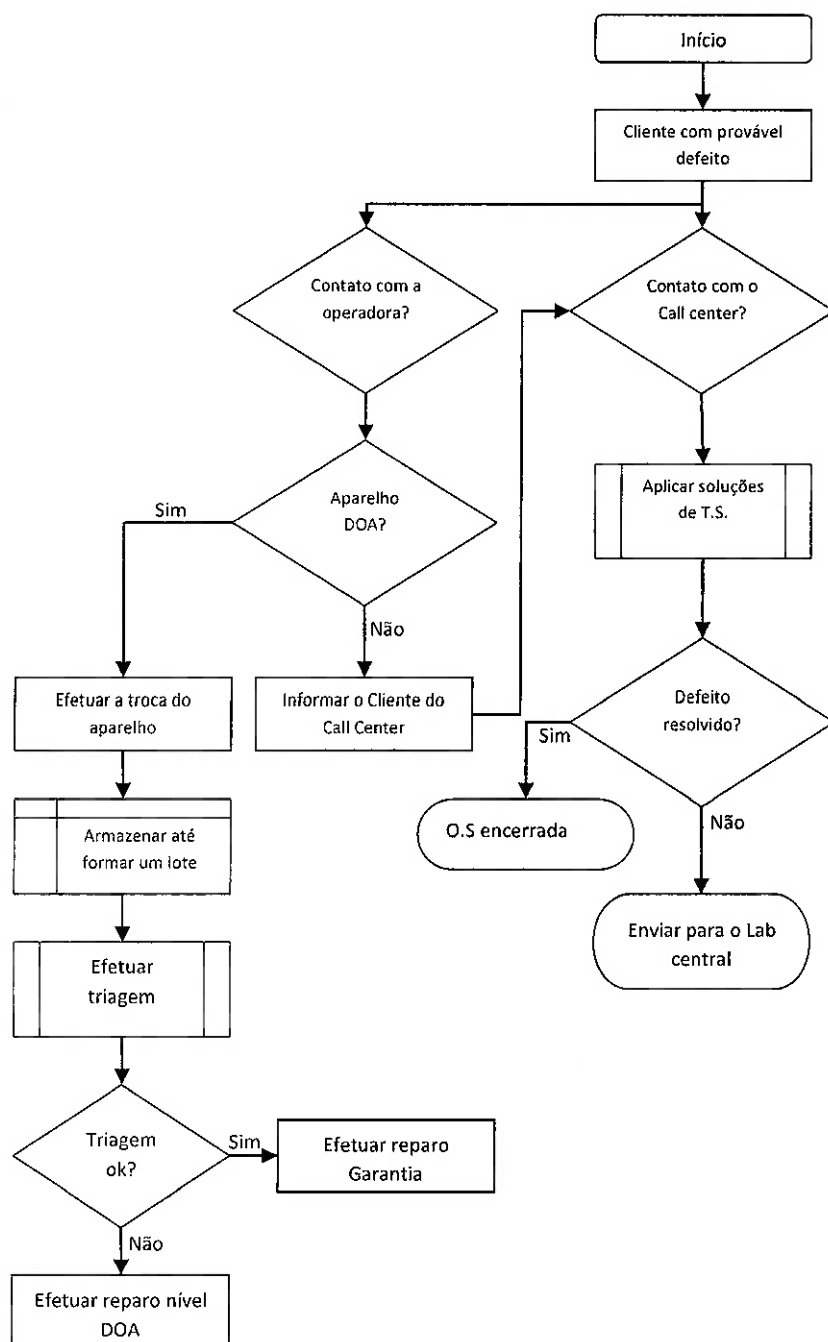 Início
Cliente com provável
defeito
Contato com a
operadora?
Contato com o
Call center?
Aparelho
DOA?
Sim
Não
Aplicar soluções
de T.S.
Efetuar a troca do
aparelho
Informar o Cliente do
Call Center
Defeito
resolvido?
Sim
Não
Armazenar até
formar um lote
O.S encerrada
Efetuar
triagem
Enviar para o Lab
central
Triagem
ok?
Sim
Efetuar reparo
Garantia
Não
Efetuar reparo nível
DOA